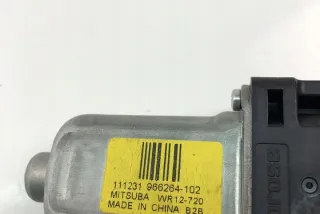 111231 966264-102
MITSUBA WR12-720
MADE IN CHINA B2B